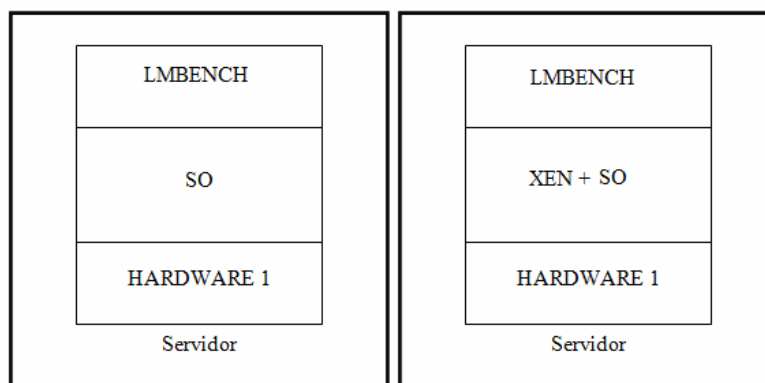 LMBENCH
SO
HARDWARE 1
Servidor
LMBENCH
XEN + SO
HARDWARE 1
Servidor